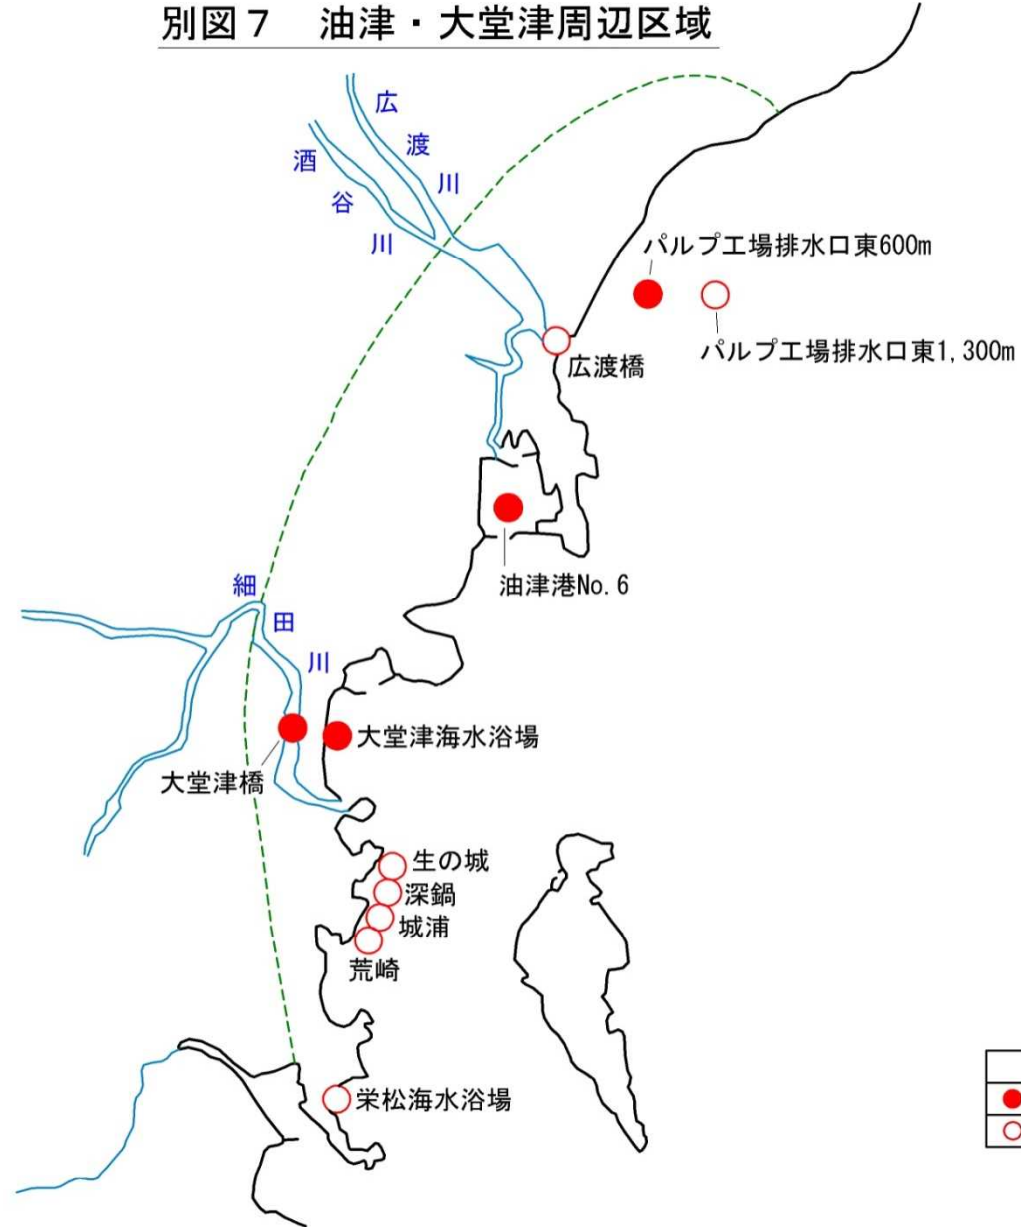 別図７　油津・大堂津周辺区域
広渡川
酒谷川
パルプ工場排水口東600m
パルプ工場排水口東1,300m
広渡橋
油津港No.6
細田川
大堂津海水浴場
大堂津橋
生の城
深鍋
城浦
荒崎
栄松海水浴場